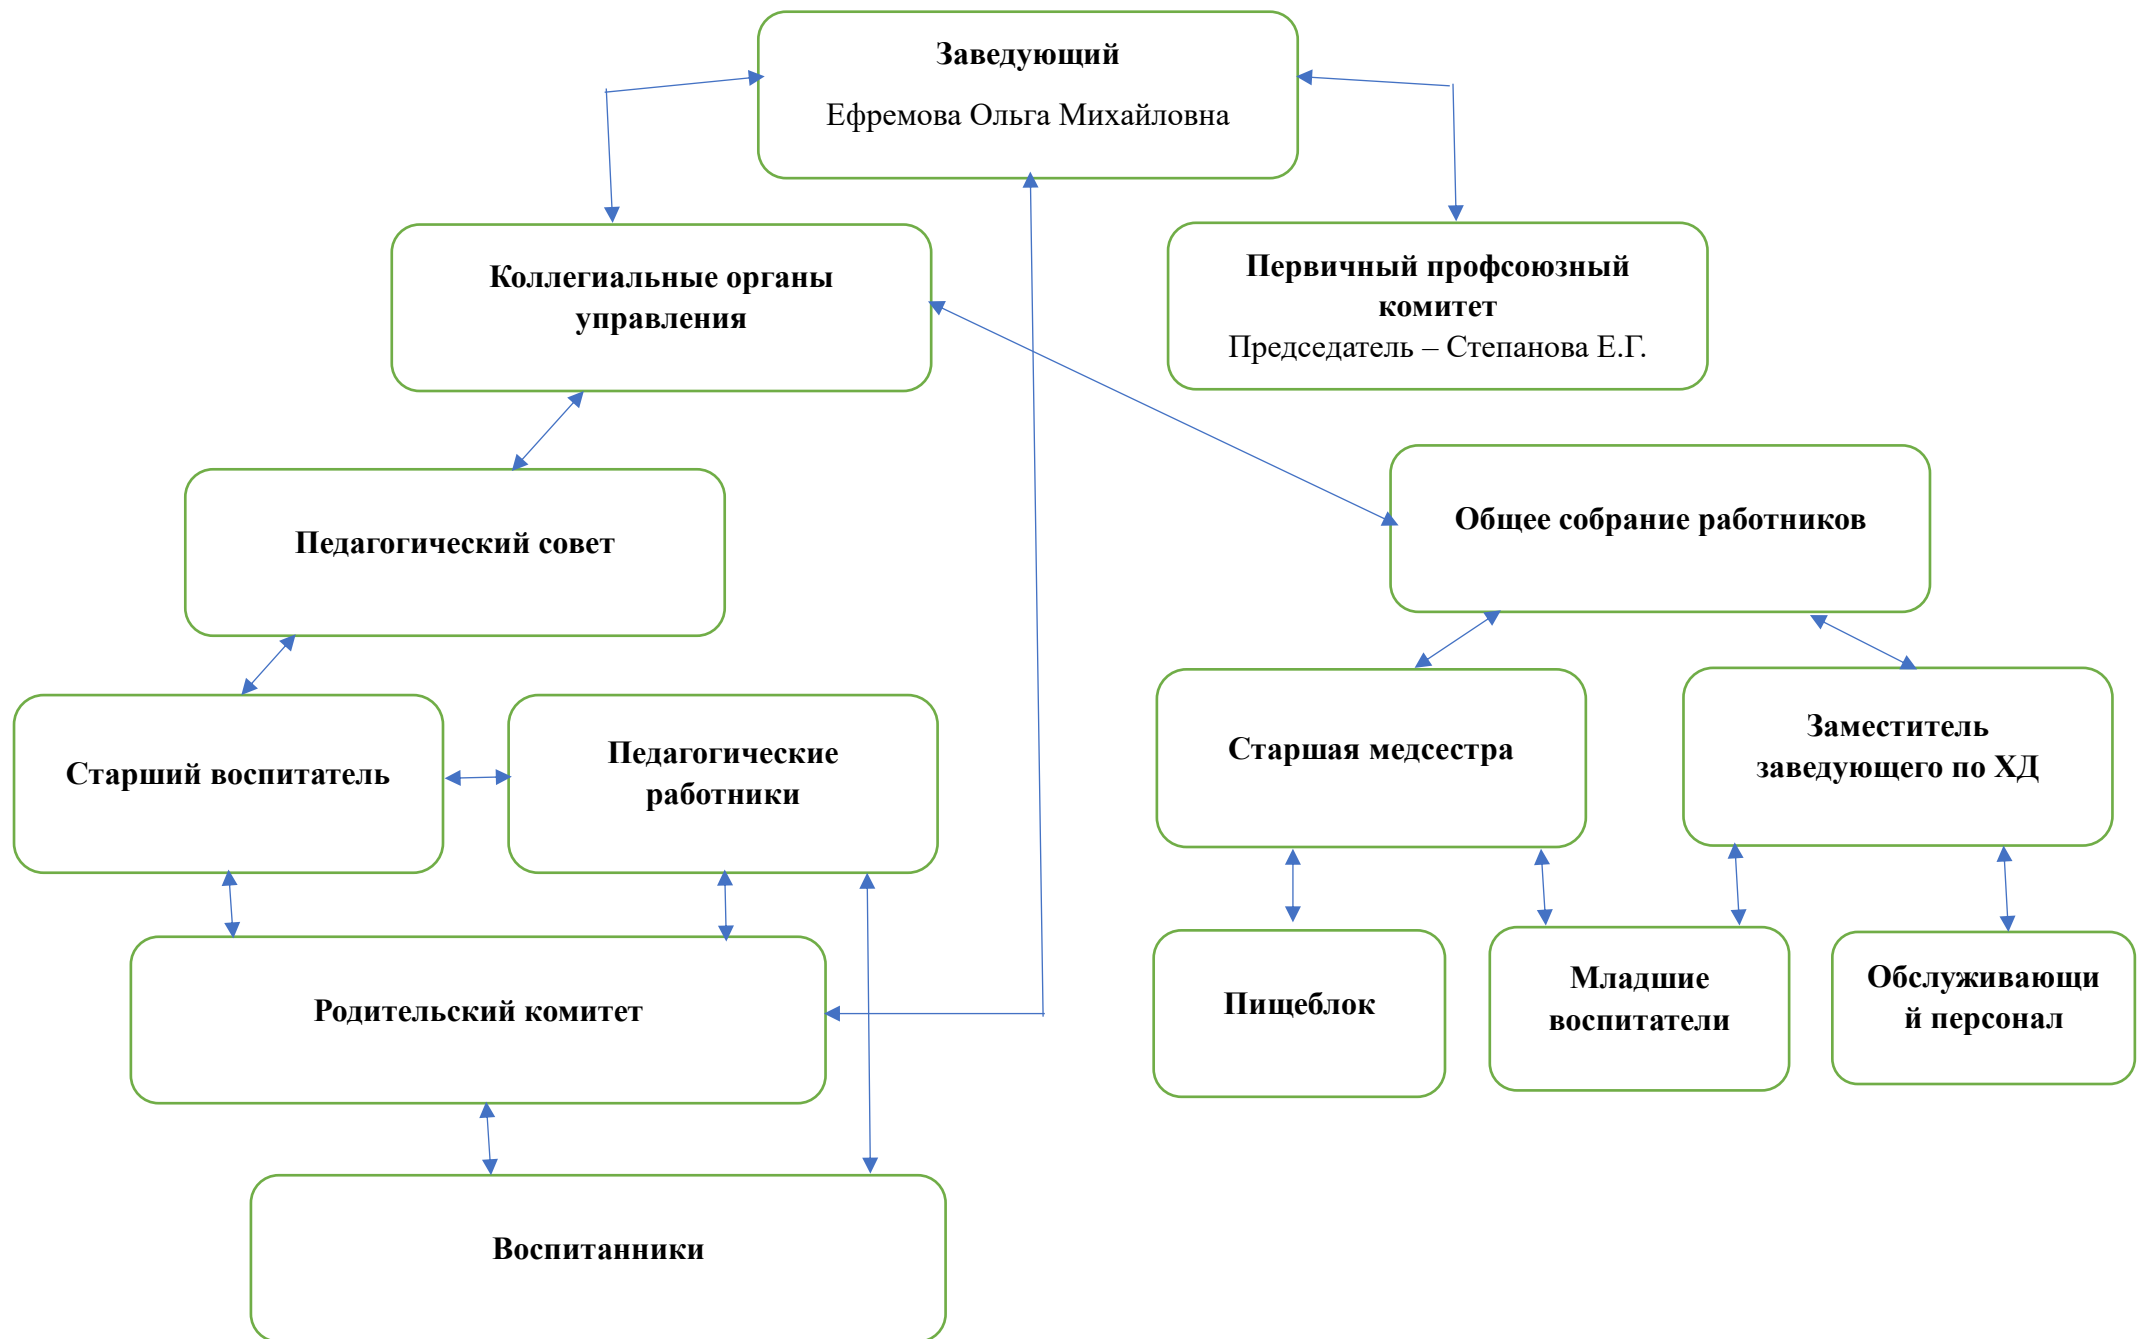 Заведующий
Ефремова Ольга Михайловна
Коллегиальные органы
управления
Первичный профсоюзный
комитет
Председатель – Степанова Е.Г.
Педагогический совет
Общее собрание работников
Старший воспитатель
Педагогические
работники
Старшая медсестра
Заместитель
заведующего по ХД
Родительский комитет
Пищеблок
Младшие
воспитатели
Обслуживающи
й персонал
Воспитанники